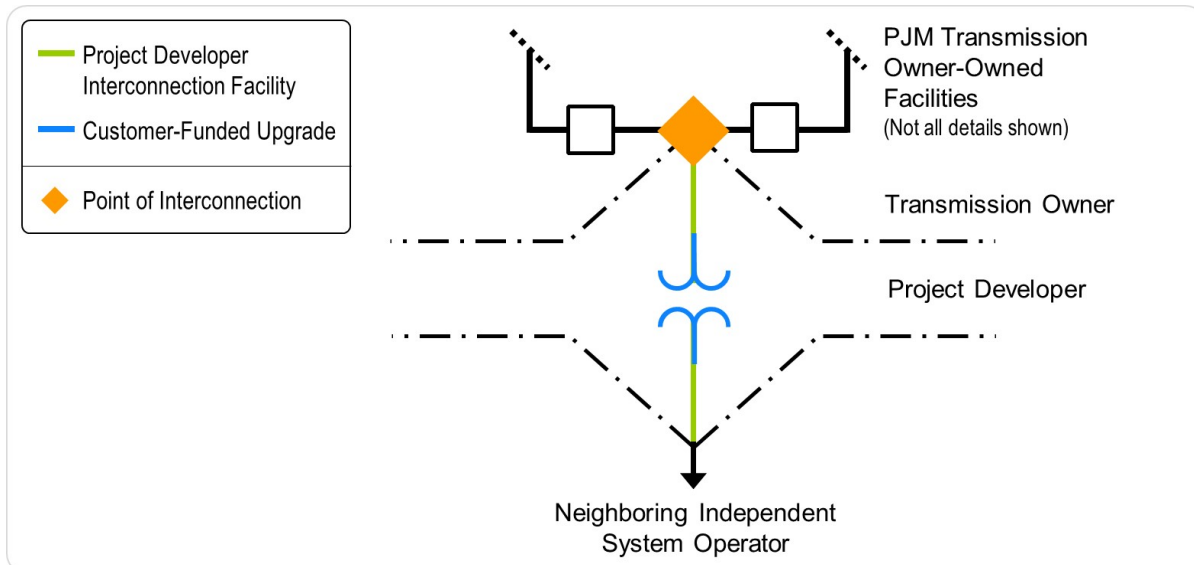 Project Developer
Interconnection Facility
Customer-Funded Upgrade
Point of Interconnection
PJM Transmission
Owner-Owned
Facilities
(Not all details shown)
Transmission Owner
Project Developer
Neighboring Independent
System Operator